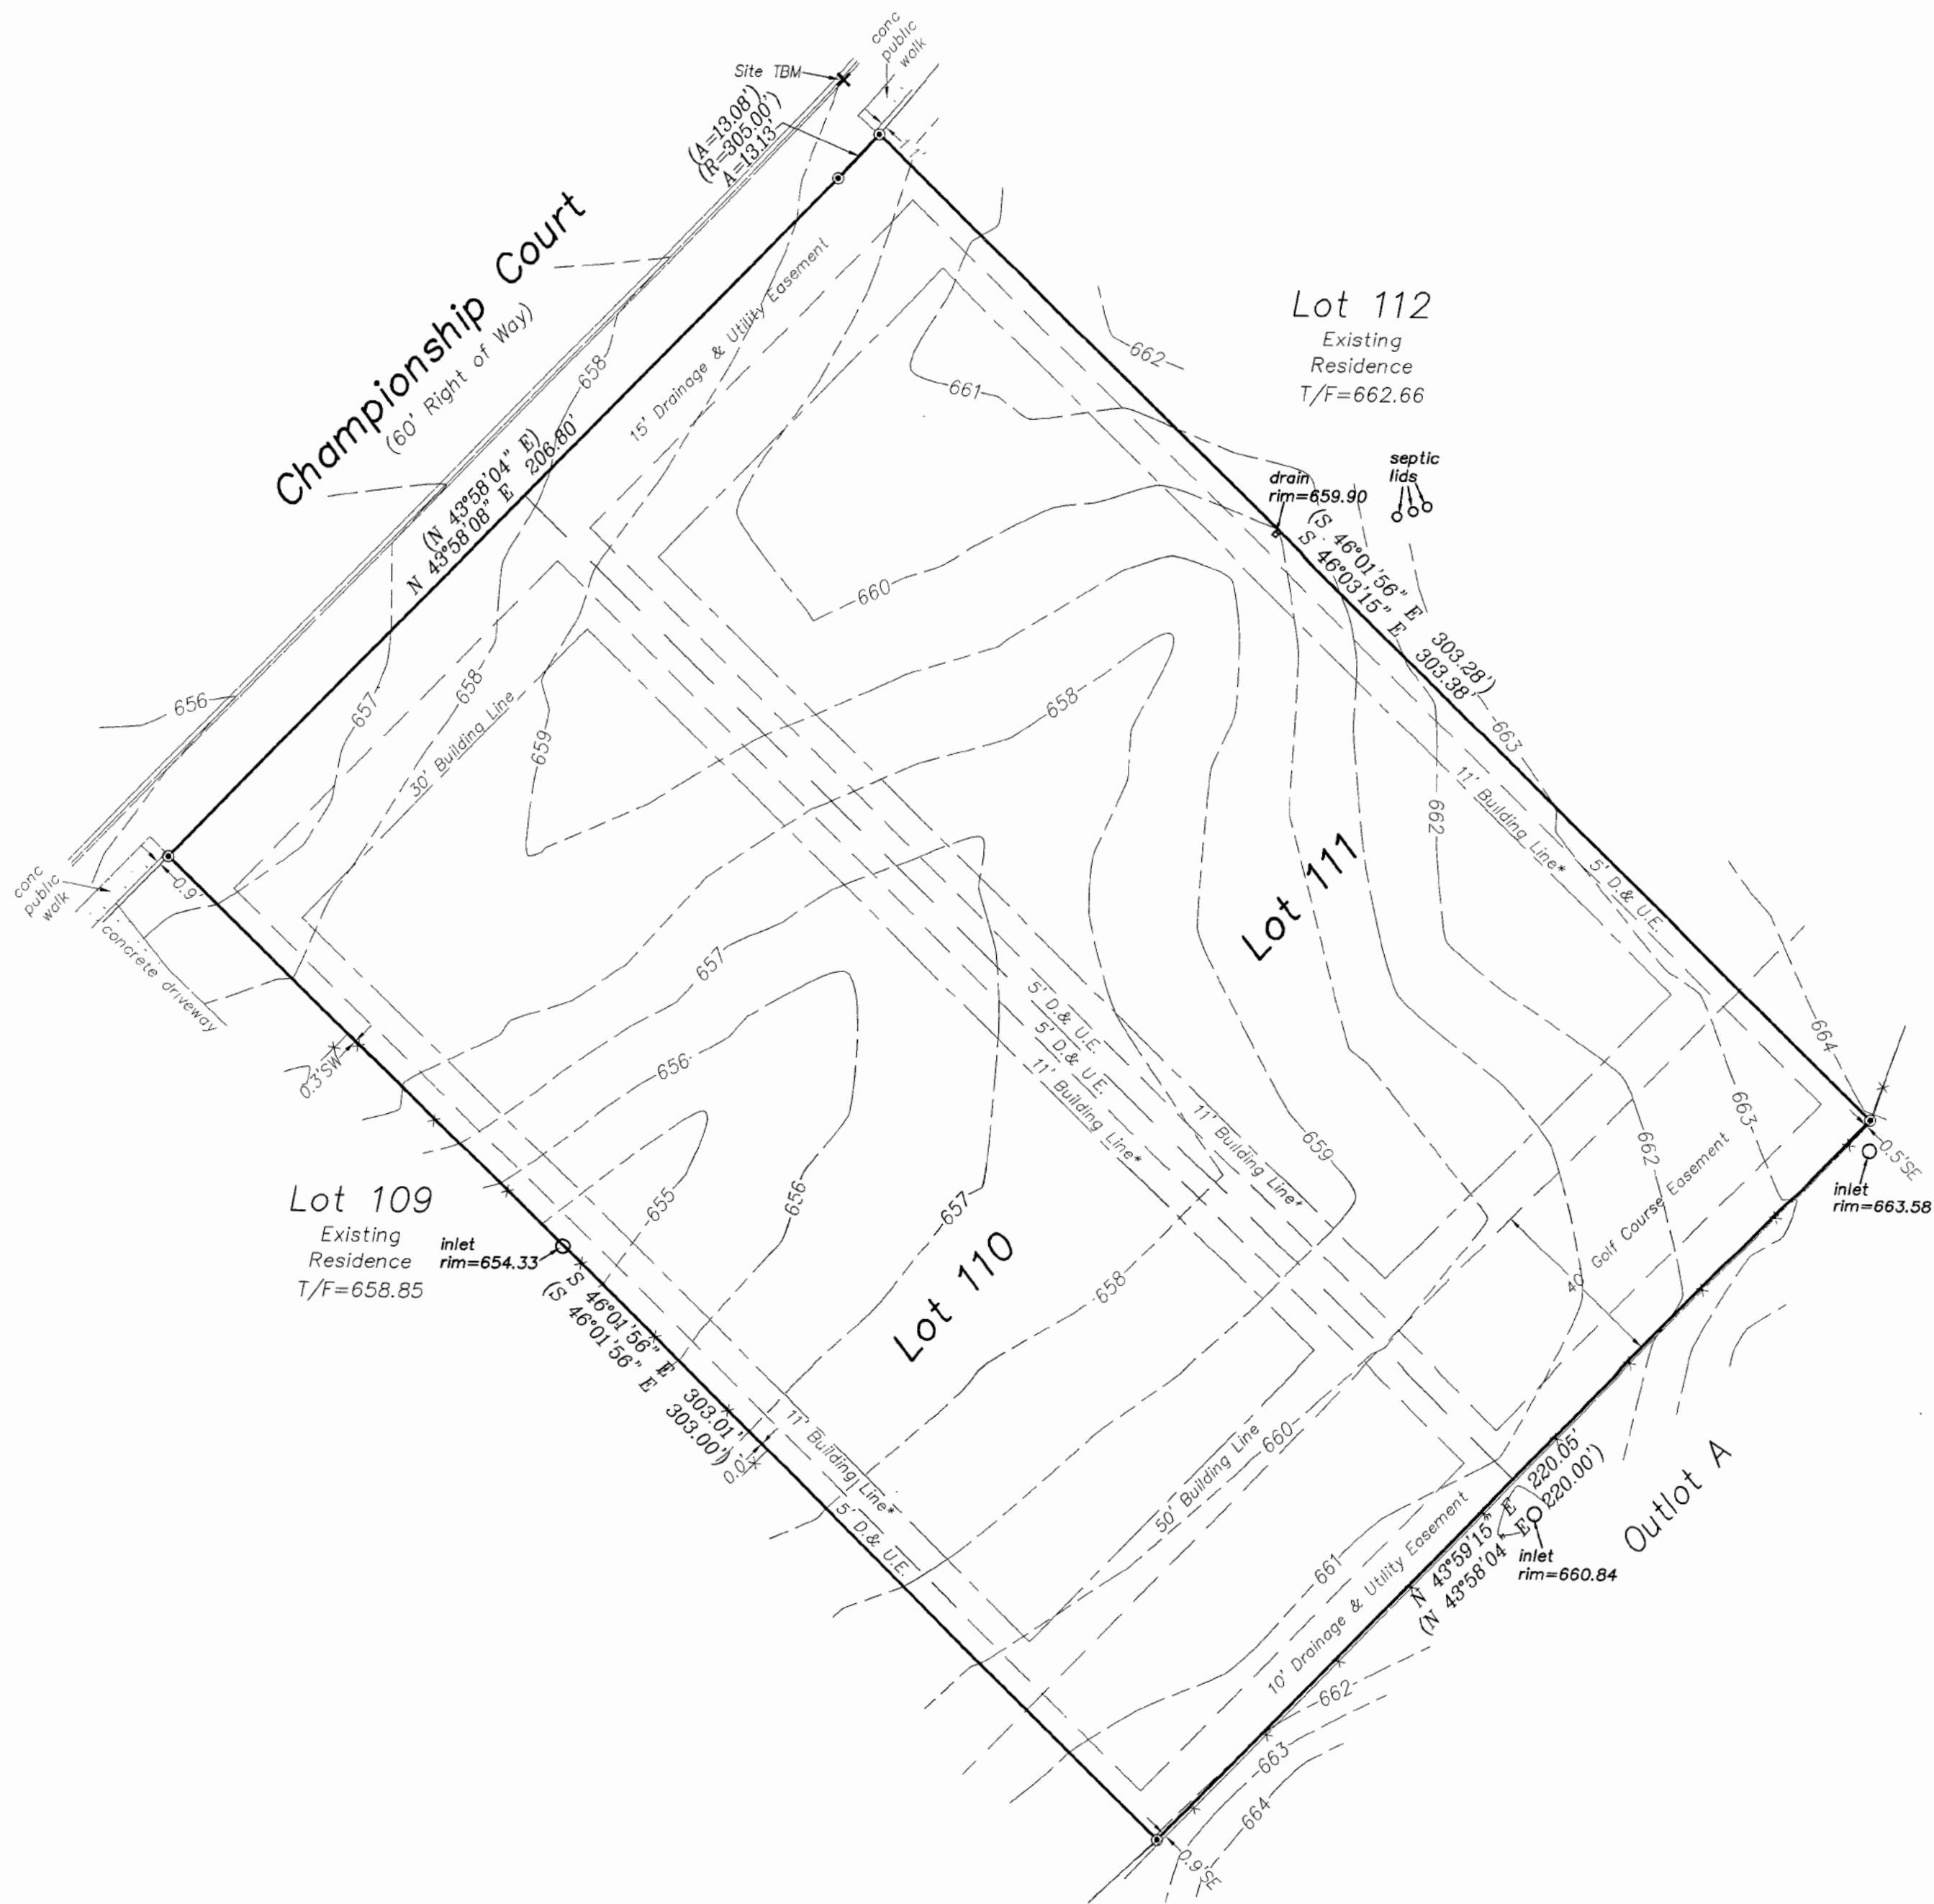 conc
public
walk
Site TBM
(A=13.08')
(R=305.00')
A=13.13'
1.1'
Championship Court
(60' Right of Way)
15' Drainage & Utility Easement
Lot 112
Existing
Residence
T/F=662.66
662
661
658
septic
lids
drain
rim=659.90
(N 43°58'04" E)
N 43°58'08" E 206.80'
(S 46°01'56" E 303.28')
S 46°03'15" E 303.38'
660
658
656
657
658
30' Building Line
659
663
662
11' Building Line*
5' D.& U.E.
Lot 111
conc
public
walk
0.9'
concrete driveway
657
5' D.& U.E.
5' D.& U.E.
11' Building Line*
11' Building Line*
664
0.3'SW
656
659
662
663
0.5'SE
inlet
rim=663.58
Lot 109
Existing
Residence
T/F=658.85
inlet
rim=654.33
655
656
657
Lot 110
658
40' Golf Course Easement
S 46°01'56" E 303.01'
(S 46°01'56" E 303.00')
0.0'
11' Building Line*
5' D.& U.E.
660
50' Building Line
Outlot A
N 43°59'15" E 220.05'
(N 43°58'04" E 220.00')
inlet
rim=660.84
661
10' Drainage & Utility Easement
662
663
664
0.9'SE